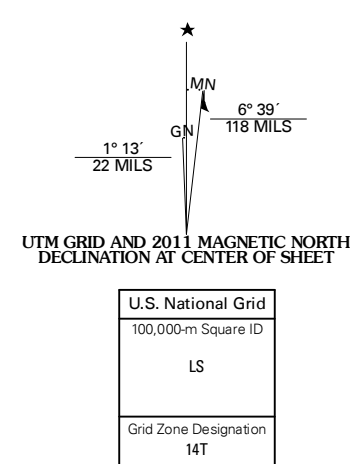 ★
MN
GN
6° 39´
118 MILS
1° 13´
22 MILS
UTM GRID AND 2011 MAGNETIC NORTH
DECLINATION AT CENTER OF SHEET
U.S. National Grid
100,000-m Square ID
LS
Grid Zone Designation
14T